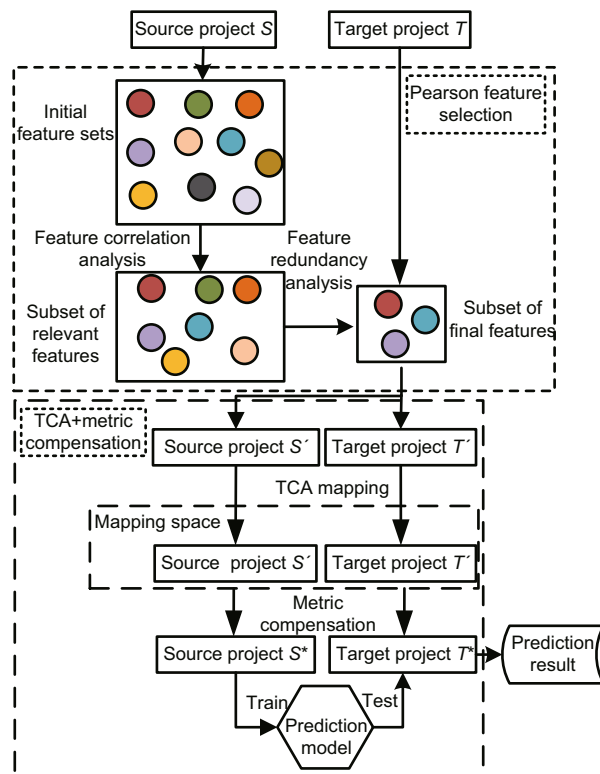 Source project S
Target project T
Initial
feature sets
Pearson feature
selection
Feature correlation
analysis
Feature
redundancy
analysis
Subset of
relevant
features
Subset of
final features
TCA+metric
compensation
Source project S´
Target project T´
TCA mapping
Mapping space
Source project S´
Target project T´
Metric
compensation
Source project S*
Target project T*
Prediction
result
Train
Test
Prediction
model